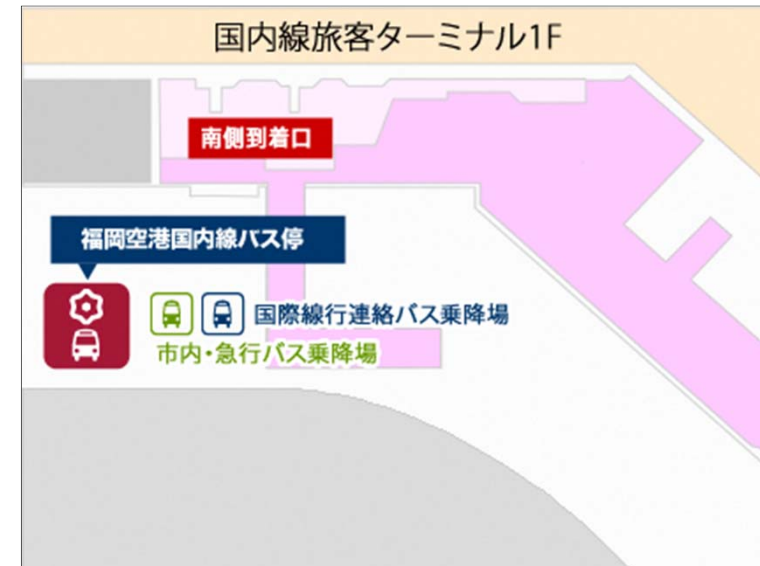 国内線旅客ターミナル1F
南側到着口
福岡空港国内線バス停
国際線行連絡バス乗降場
市内・急行バス乗降場